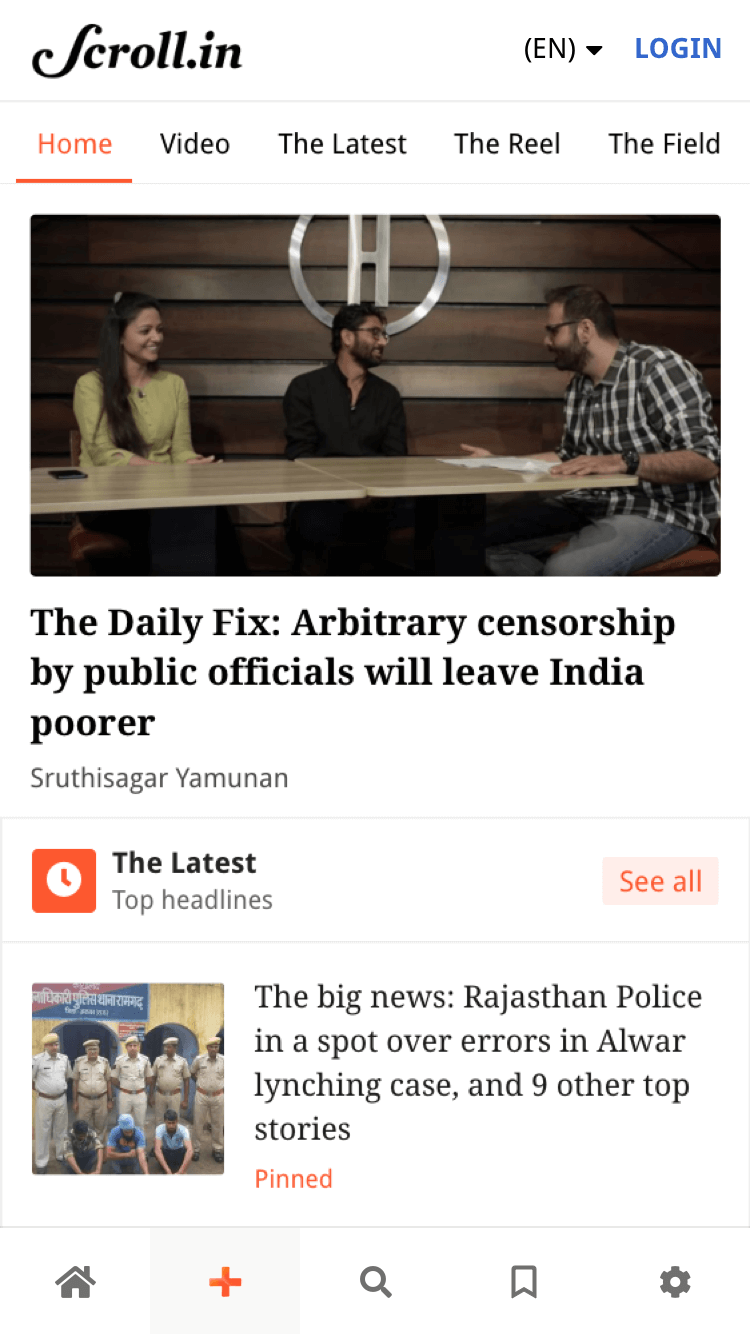 Scroll.in
(EN) LOGIN
Home Video The Latest The Reel The Field
H
The Daily Fix: Arbitrary censorship
by public officials will leave India
poorer
Sruthisagar Yamunan
The Latest
Top headlines
See all
पुलिस थाना रामगढ़
The big news: Rajasthan Police
in a spot over errors in Alwar
lynching case, and 9 other top
stories
Pinned